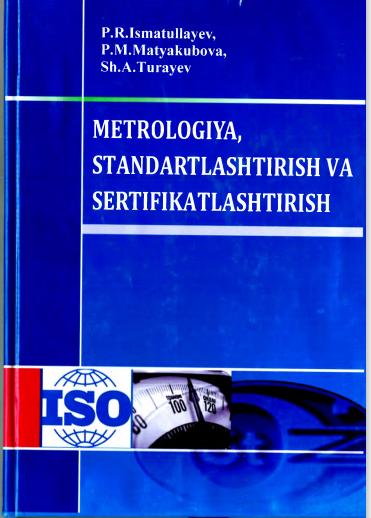 P.R.Ismatullayev,
P.M.Matyakubova,
Sh.A.Turayev
METROLOGIYA,
STANDARTLASHTIRISH VA
SERTIFIKATLASHTIRISH
ISO
100
120